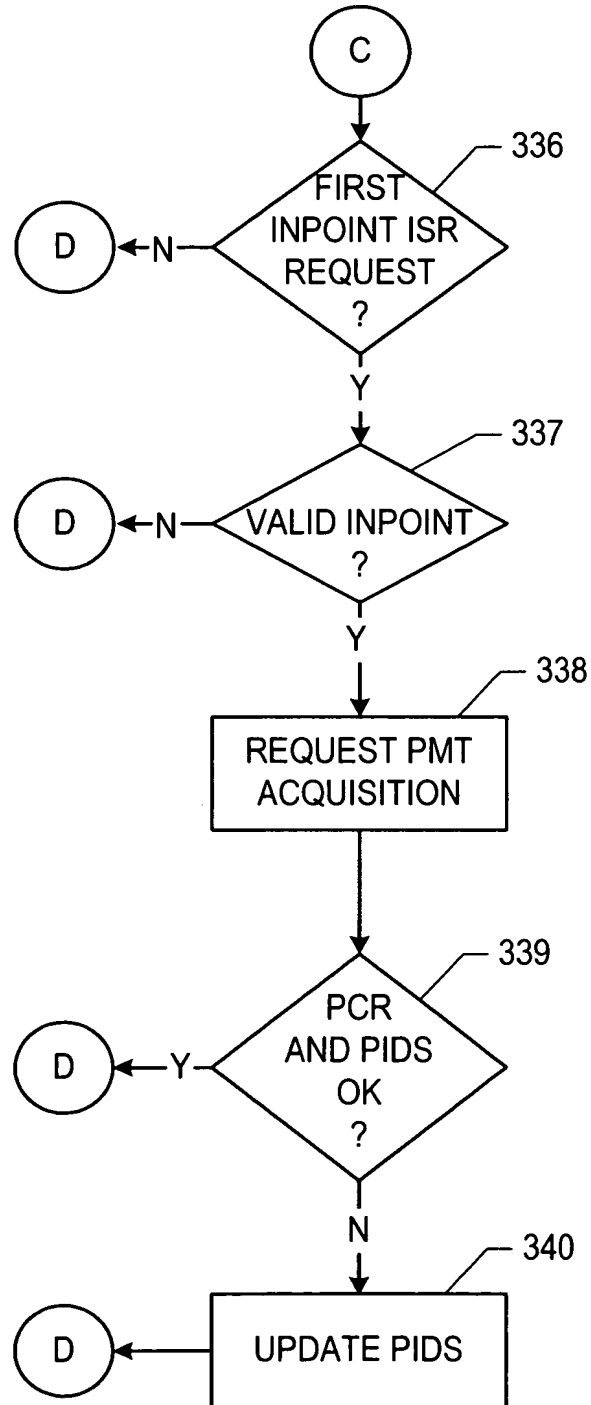 C
336
FIRST
INPOINT ISR
REQUEST
?
D
N
Y
337
VALID INPOINT
?
D
N
Y
338
REQUEST PMT
ACQUISITION
339
PCR
AND PIDS
OK
?
D
Y
N
340
UPDATE PIDS
D